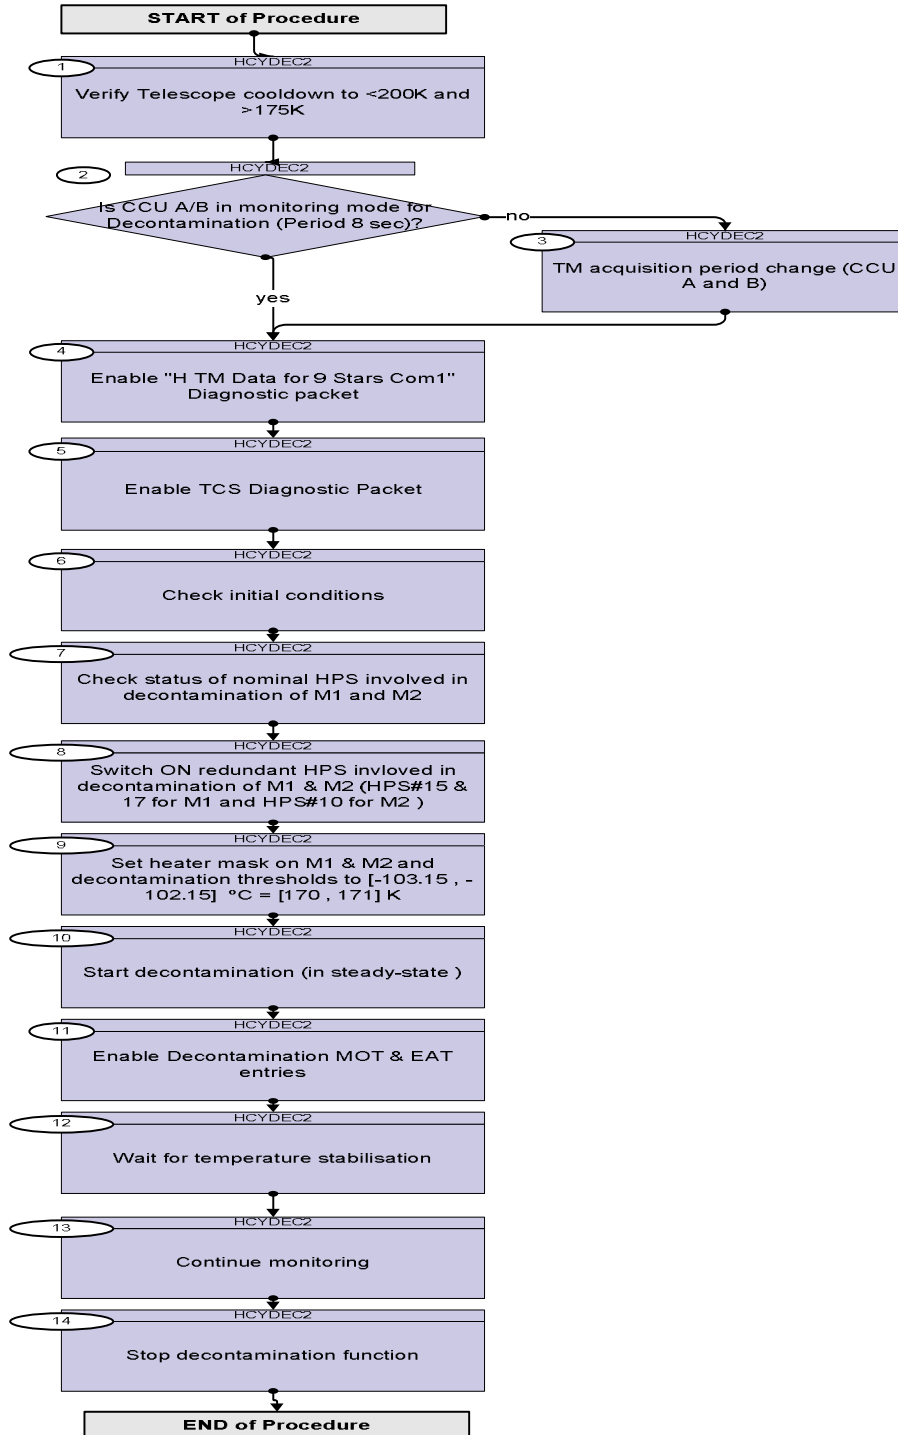 START of Procedure
HCYDEC2
1
Verify Telescope cooldown to <200K and
>175K
HCYDEC2
2
Is CCU A/B in monitoring mode for
Decontamination (Period 8 sec)?
no
HCYDEC2
3
TM acquisition period change (CCU
A and B)
yes
HCYDEC2
4
Enable "H TM Data for 9 Stars Com1"
Diagnostic packet
HCYDEC2
5
Enable TCS Diagnostic Packet
HCYDEC2
6
Check initial conditions
HCYDEC2
7
Check status of nominal HPS involved in
decontamination of M1 and M2
HCYDEC2
8
Switch ON redundant HPS invloved in
decontamination of M1 & M2 (HPS#15 &
17 for M1 and HPS#10 for M2 )
HCYDEC2
9
Set heater mask on M1 & M2 and
decontamination thresholds to [-103.15 , -
102.15] ºC = [170 , 171] K
HCYDEC2
10
Start decontamination (in steady-state )
HCYDEC2
11
Enable Decontamination MOT & EAT
entries
HCYDEC2
12
Wait for temperature stabilisation
HCYDEC2
13
Continue monitoring
HCYDEC2
14
Stop decontamination function
END of Procedure